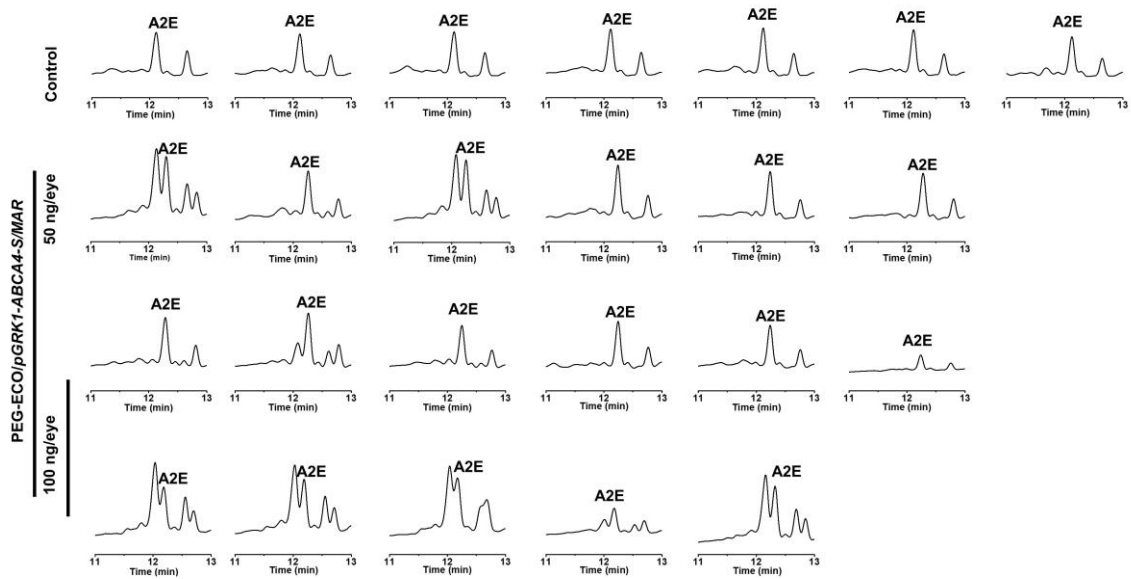 A2E A2E A2E A2E A2E A2E A2E
Control
11 12 13 11 12 13 11 12 13 11 12 13 11 12 13 11 12 13 11 12 13
Time (min) Time (min) Time (min) Time (min) Time (min) Time (min) Time (min)
PEG-ECO/pGRK1-ABCA4-S/MAR
50 ng/eye
A2E A2E A2E A2E A2E A2E
11 12 13 11 12 13 11 12 13 11 12 13 11 12 13 11 12 13
Time (min) Time (min) Time (min) Time (min) Time (min) Time (min)
A2E A2E A2E A2E A2E A2E
11 12 13 11 12 13 11 12 13 11 12 13 11 12 13 11 12 13
Time (min) Time (min) Time (min) Time (min) Time (min) Time (min)
100 ng/eye
A2E A2E A2E A2E A2E
11 12 13 11 12 13 11 12 13 11 12 13 11 12 13
Time (min) Time (min) Time (min) Time (min) Time (min)